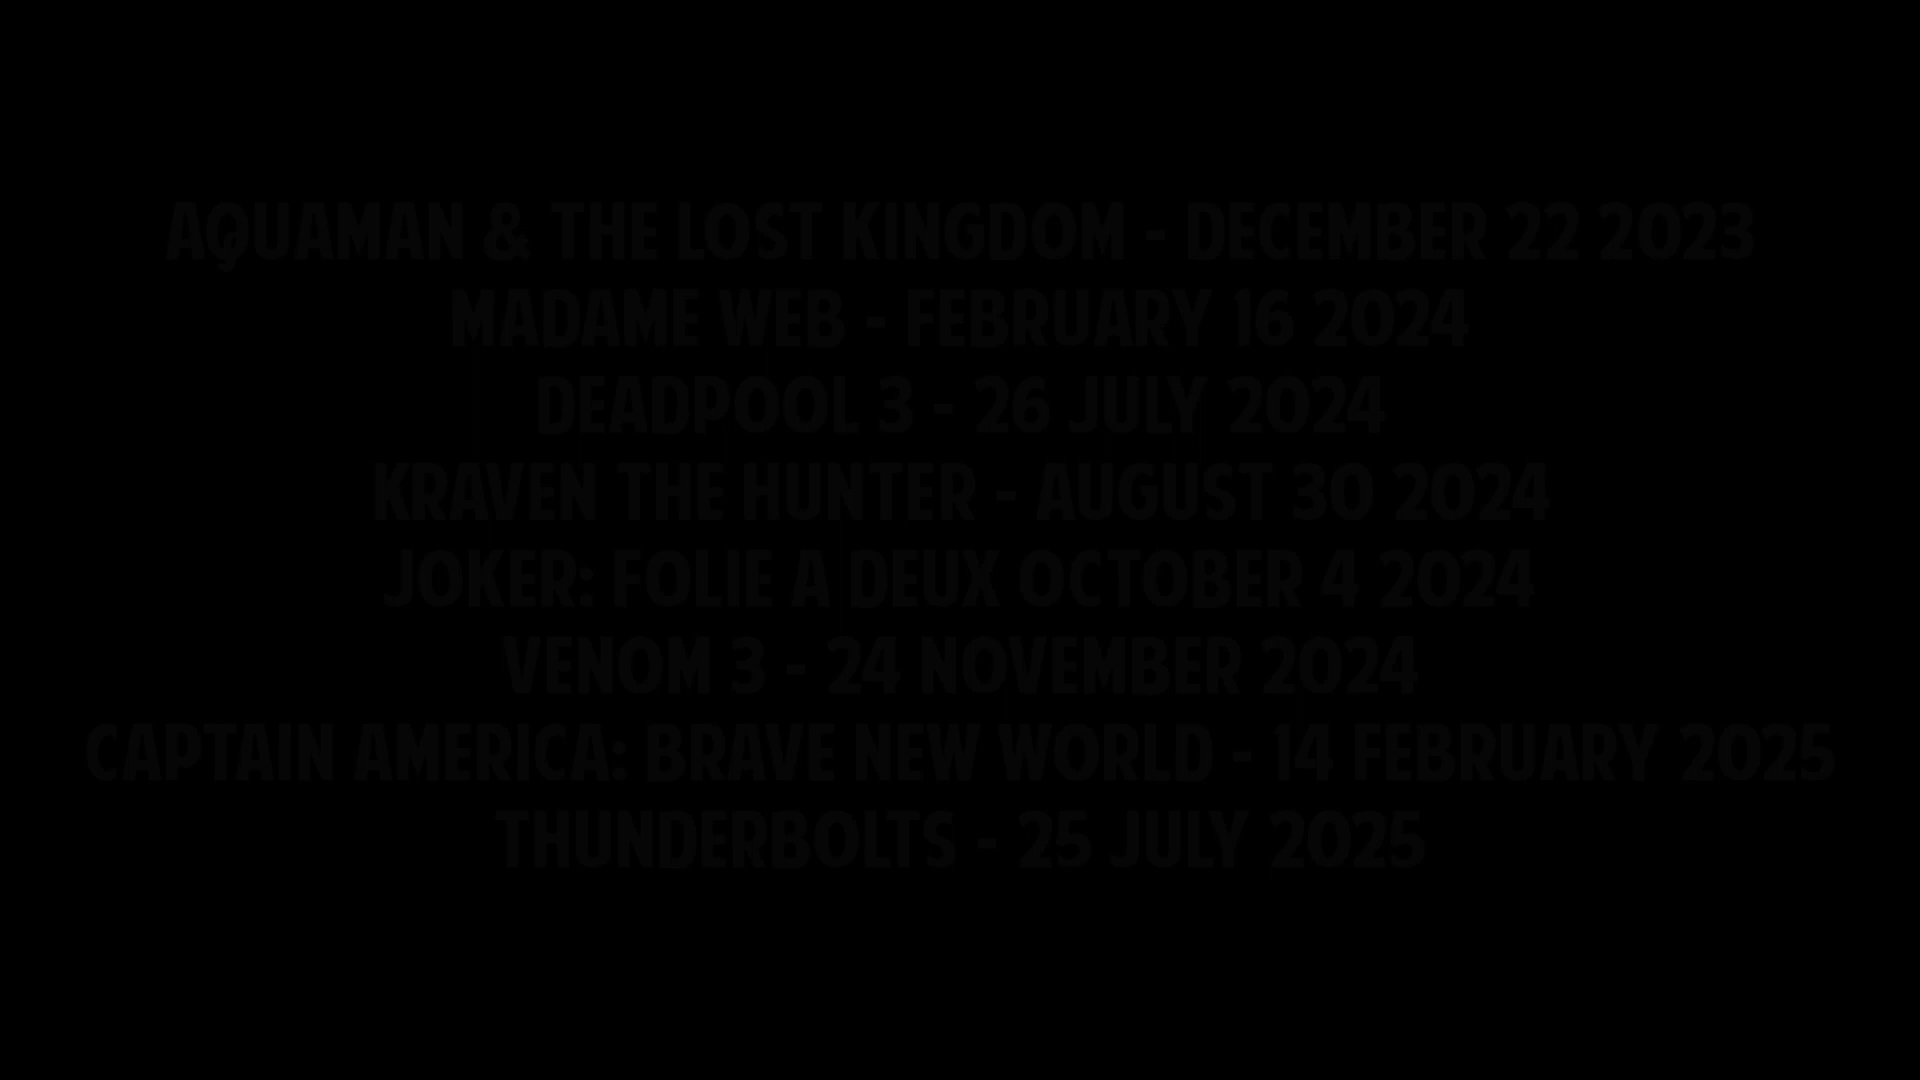 AQUAMAN & THE LOST KINGDOM - DECEMBER 22 2023
MADAME WEB - FEBRUARY 16 2024
DEADPOOL 3 - 26 JULY 2024
KRAVEN THE HUNTER - AUGUST 30 2024
JOKER: FOLIE A DEUX OCTOBER 4 2024
VENOM 3 - 24 NOVEMBER 2024
CAPTAIN AMERICA: BRAVE NEW WORLD - 14 FEBRUARY 2025
THUNDERBOLTS - 25 JULY 2025